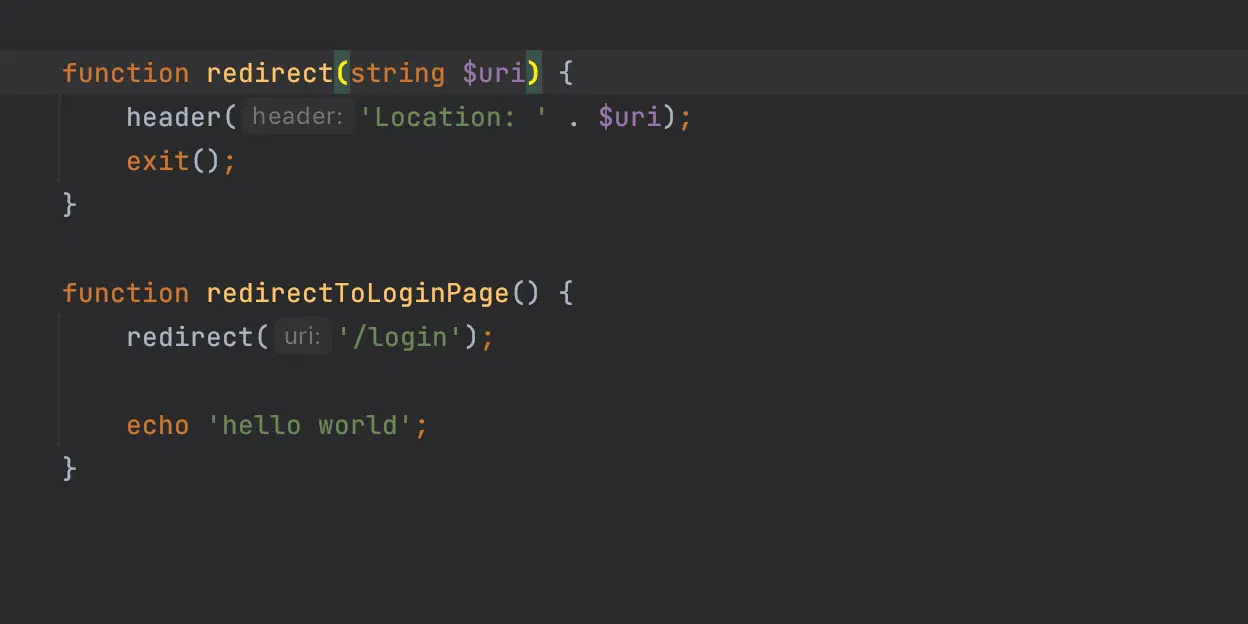 function redirect(string $uri) {
header( header: 'Location: ' . $uri);
exit();
}
function redirectToLoginPage() {
redirect( uri: '/login');
echo 'hello world';
}